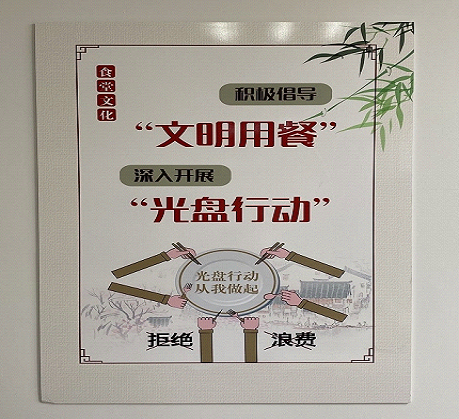 食堂文化
积极倡导
“文明用餐”
深入开展
“光盘行动”
光盘行动
从我做起
拒绝 浪费